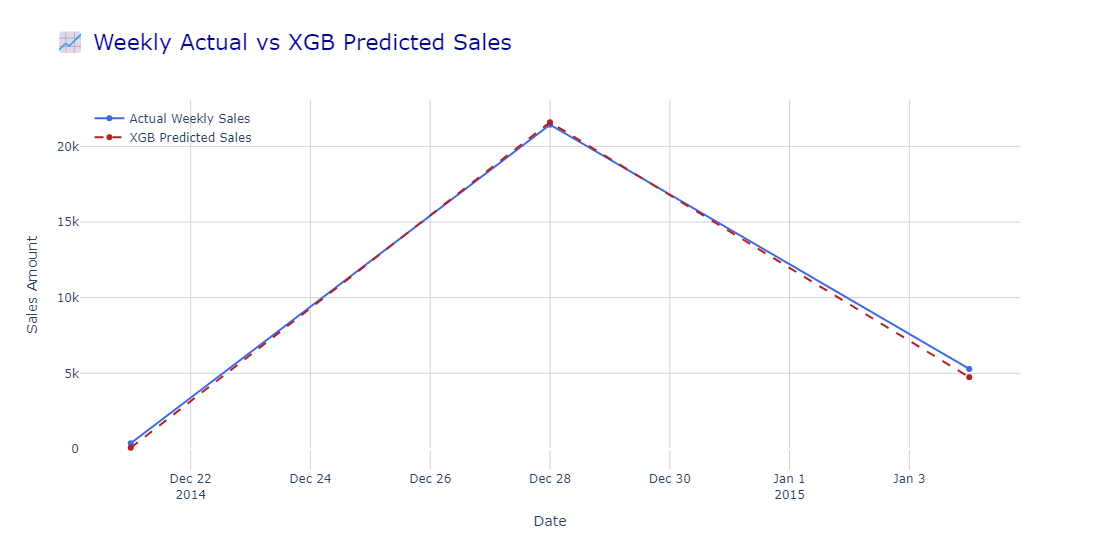 📈 Weekly Actual vs XGB Predicted Sales
Actual Weekly Sales
XGB Predicted Sales
20k
15k
10k
5k
0
Sales Amount
Dec 22
2014
Dec 24
Dec 26
Dec 28
Dec 30
Jan 1
2015
Jan 3
Date